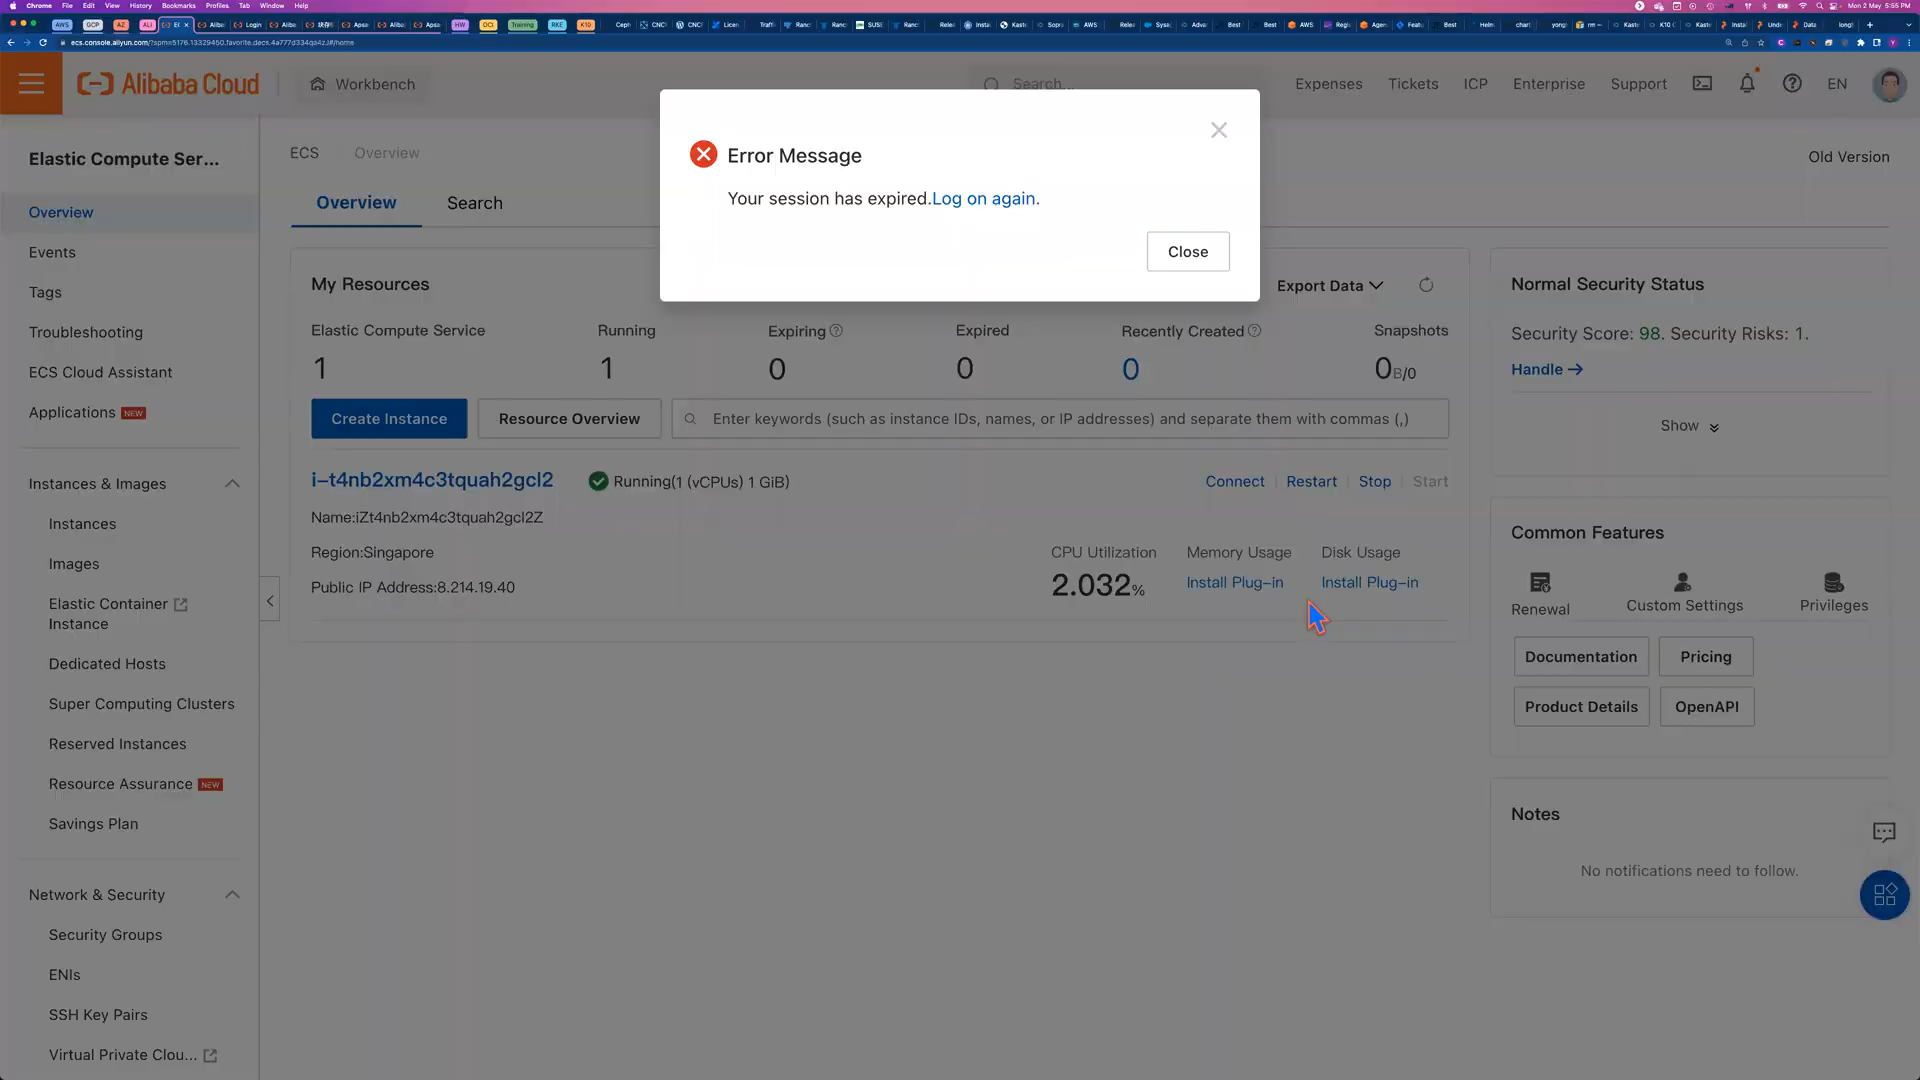 Chrome File Edit View History Bookmarks Profiles Tab Window Help
Mon 2 May 5:55 PM
AWS GCP AZ ALI HW OCI Training RKE K10
ecs.console.aliyun.com/?spm=5176.13329450.favorite.decs.4a777d334qa4zJ#/home
Alibaba Cloud
Workbench
Search...
Expenses
Tickets
ICP
Enterprise
Support
EN
Elastic Compute Ser...
Overview
Events
Tags
Troubleshooting
ECS Cloud Assistant
Applications NEW
Instances & Images
Instances
Images
Elastic Container
Instance
Dedicated Hosts
Super Computing Clusters
Reserved Instances
Resource Assurance NEW
Savings Plan
Network & Security
Security Groups
ENIs
SSH Key Pairs
Virtual Private Clou...
ECS Overview
Old Version
Overview Search
Error Message
Your session has expired.Log on again.
Close
My Resources
Export Data
Elastic Compute Service Running Expiring Expired Recently Created Snapshots
1 1 0 0 0 0B/0
Create Instance
Resource Overview
Enter keywords (such as instance IDs, names, or IP addresses) and separate them with commas (,)
i-t4nb2xm4c3tquah2gcl2
Running(1 (vCPUs) 1 GiB)
Connect Restart Stop Start
Name:iZt4nb2xm4c3tquah2gcl2Z
Region:Singapore
Public IP Address:8.214.19.40
CPU Utilization Memory Usage Disk Usage
2.032% Install Plug-in Install Plug-in
Normal Security Status
Security Score: 98. Security Risks: 1.
Handle
Show
Common Features
Renewal
Custom Settings
Privileges
Documentation
Pricing
Product Details
OpenAPI
Notes
No notifications need to follow.